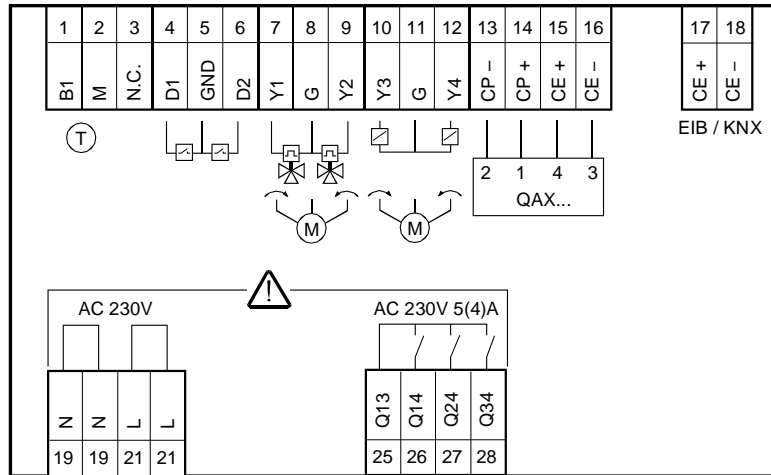 1 2 3 4 5 6 7 8 9 10 11 12 13 14 15 16 17 18
B1 M N.C. D1 GND D2 Y1 G Y2 Y3 G Y4 CP – CP + CE + CE – CE + CE –
T
EIB / KNX
2 1 4 3
QAX...
M M
AC 230V
AC 230V 5(4)A
N N L L Q13 Q14 Q24 Q34
19 19 21 21 25 26 27 28